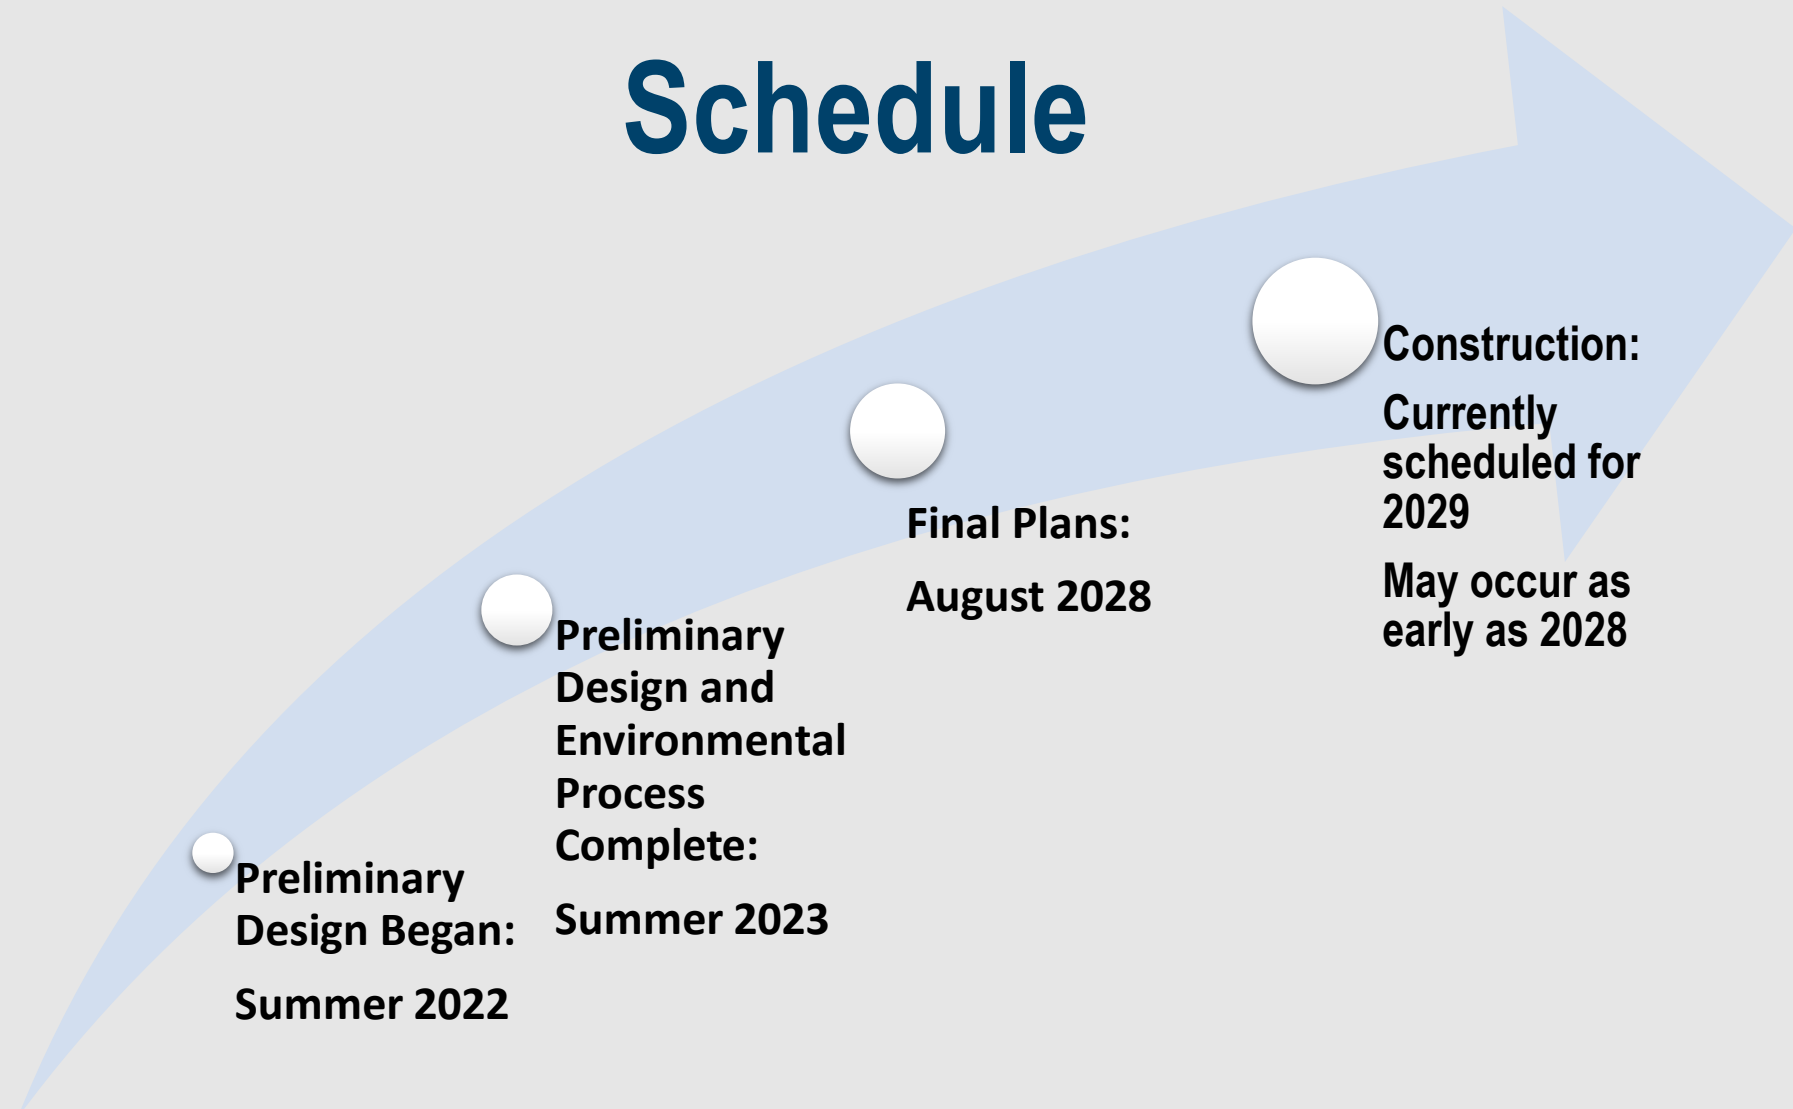 Schedule
Preliminary
Design Began:
Summer 2022
Preliminary
Design and
Environmental
Process
Complete:
Summer 2023
Final Plans:
August 2028
Construction:
Currently
scheduled for
2029
May occur as
early as 2028